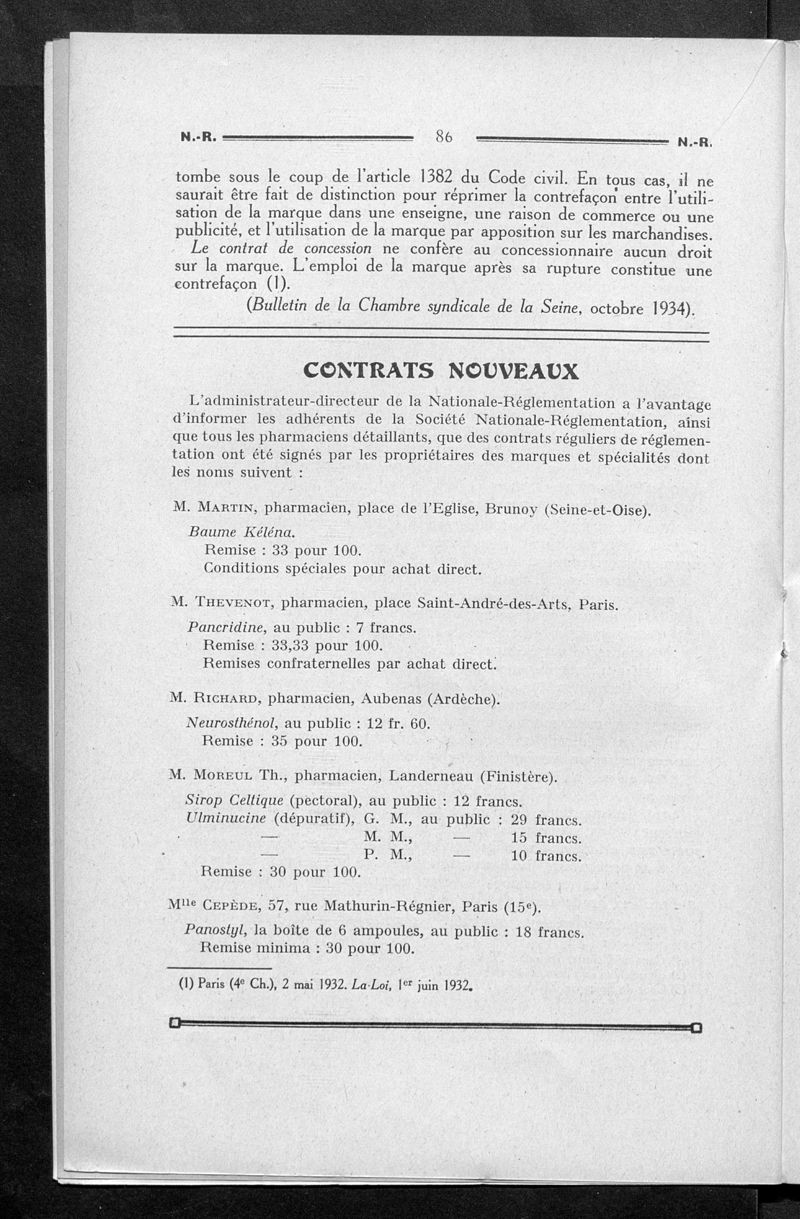 N.-R. 86 N.-R.
tombe sous le coup de l'article 1382 du Code civil. En tous cas, il ne
saurait être fait de distinction pour réprimer la contrefaçon entre l'utili-
sation de la marque dans une enseigne, une raison de commerce ou une
publicité, et l'utilisation de la marque par apposition sur les marchandises.
Le contrat de concession ne confère au concessionnaire aucun droit
sur la marque. L'emploi de la marque après sa rupture constitue une
contrefaçon (1).
(Bulletin de la Chambre syndicale de la Seine, octobre 1934).
CONTRATS NOUVEAUX
L'administrateur-directeur de la Nationale-Réglementation a l'avantage
d'informer les adhérents de la Société Nationale-Réglementation, ainsi
que tous les pharmaciens détaillants, que des contrats réguliers de réglemen-
tation ont été signés par les propriétaires des marques et spécialités dont
les noms suivent :
M. MARTIN, pharmacien, place de l'Eglise, Brunoy (Seine-et-Oise).
Baume Kéléna.
Remise : 33 pour 100.
Conditions spéciales pour achat direct.
M. THEVENOT, pharmacien, place Saint-André-des-Arts, Paris.
Pancridine, au public : 7 francs.
Remise : 33,33 pour 100.
Remises confraternelles par achat direct.
M. RICHARD, pharmacien, Aubenas (Ardèche).
Neurosthénol, au public : 12 fr. 60.
Remise : 35 pour 100.
M. MOREUL Th., pharmacien, Landerneau (Finistère).
Sirop Celtique (pectoral), au public : 12 francs.
Ulminucine (dépuratif), G. M., au public : 29 francs.
— M. M., — 15 francs.
— P. M., — 10 francs.
Remise : 30 pour 100.
Mlle CEPÈDE, 57, rue Mathurin-Régnier, Paris (15e).
Panostyl, la boîte de 6 ampoules, au public : 18 francs.
Remise minima : 30 pour 100.
(1) Paris (4e Ch.), 2 mai 1932. La Loi, 1er juin 1932.